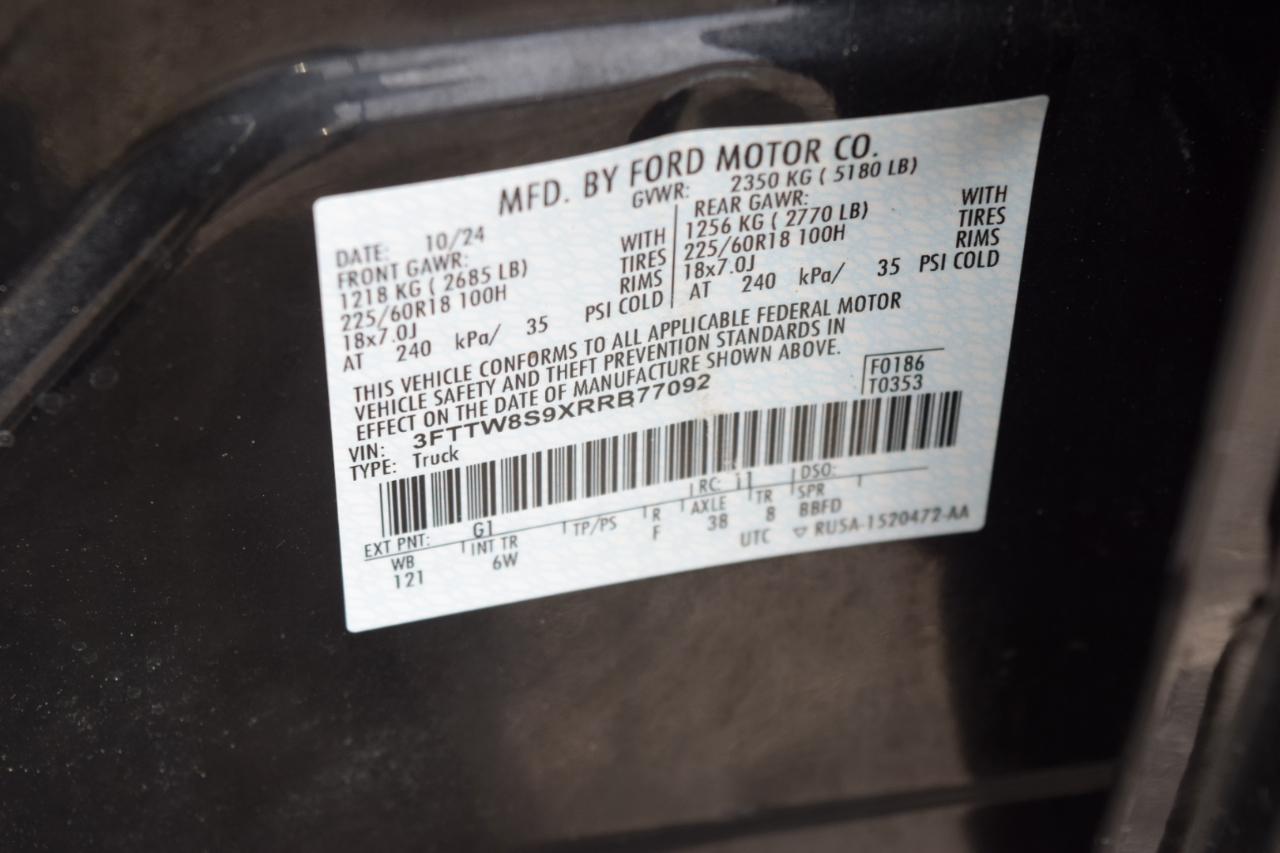 MFD. BY FORD MOTOR CO.
GVWR: 2350 KG ( 5180 LB)
DATE: 10/24
FRONT GAWR:
1218 KG ( 2685 LB) WITH
225/60R18 100H TIRES
18x7.0J RIMS
AT 240 kPa/ 35 PSI COLD
REAR GAWR:
1256 KG ( 2770 LB) WITH
225/60R18 100H TIRES
18x7.0J RIMS
AT 240 kPa/ 35 PSI COLD
THIS VEHICLE CONFORMS TO ALL APPLICABLE FEDERAL MOTOR
VEHICLE SAFETY AND THEFT PREVENTION STANDARDS IN
EFFECT ON THE DATE OF MANUFACTURE SHOWN ABOVE.
F0186
T0353
VIN: 3FTTW8S9XRRB77092
TYPE: Truck
EXT PNT: G1 RC: 11 DSO:
WB INT TR TP/PS R AXLE TR SPR
121 6W F 38 8 BBFD
UTC ▽ RU5A-1520472-AA